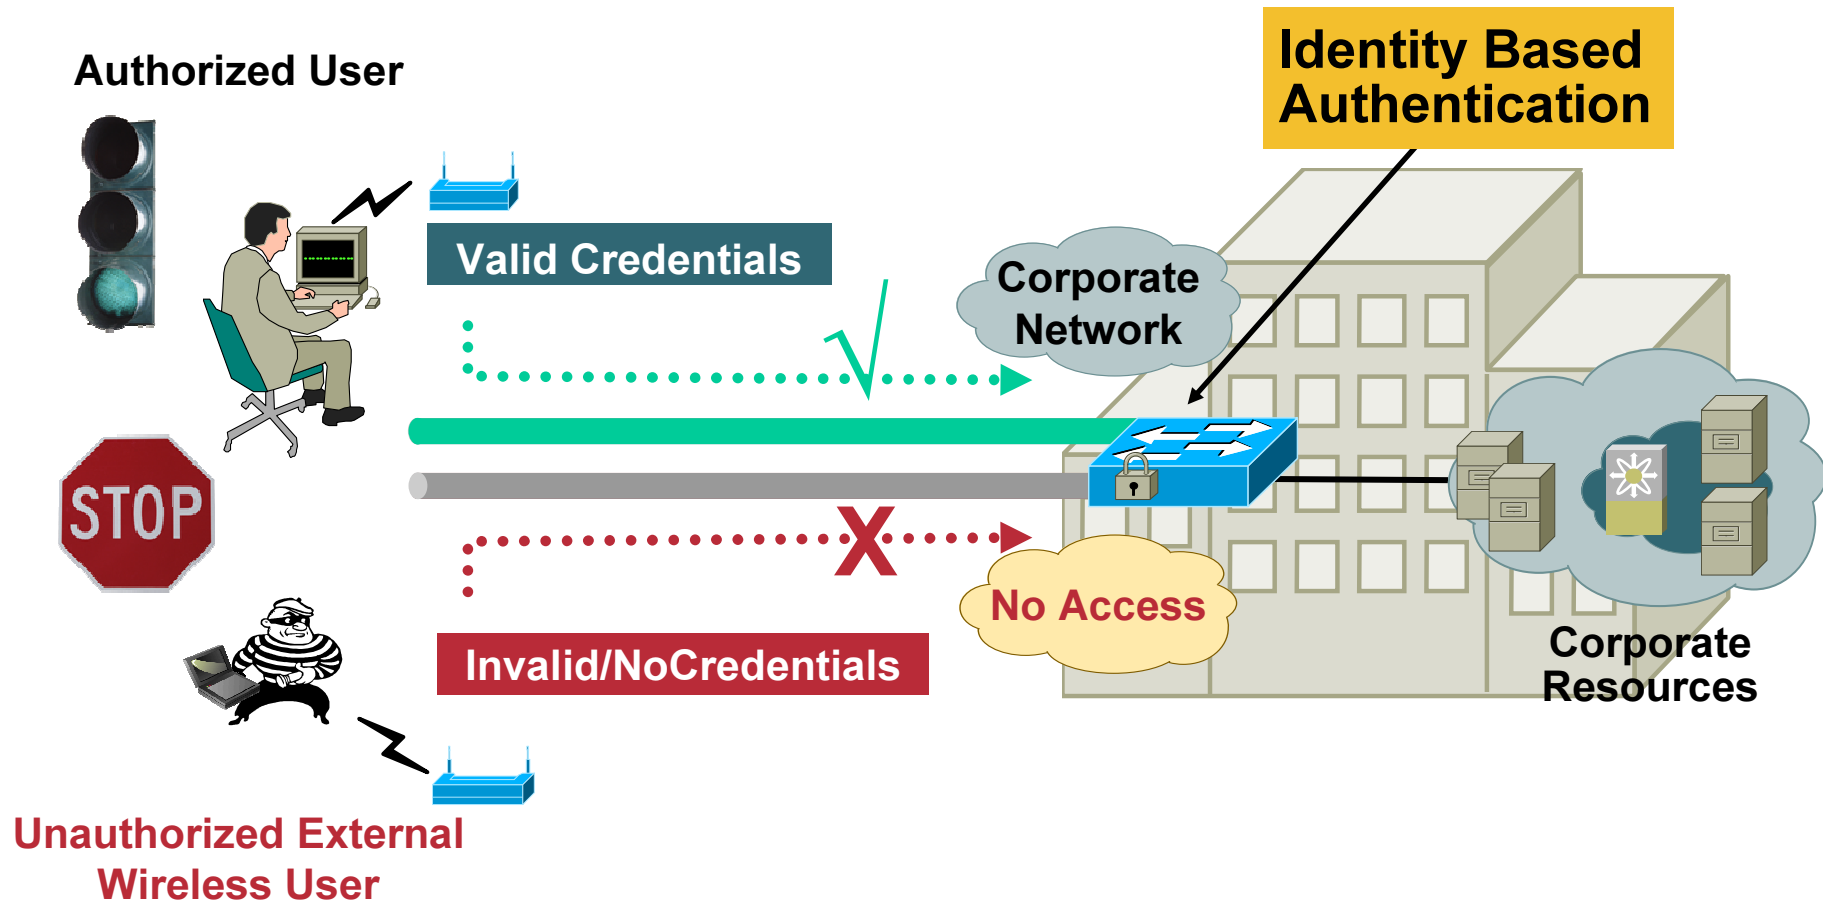 Identity Based
Authentication
Authorized User
Valid Credentials
Corporate
Network
STOP
No Access
Invalid/NoCredentials
Corporate
Resources
Unauthorized External
Wireless User